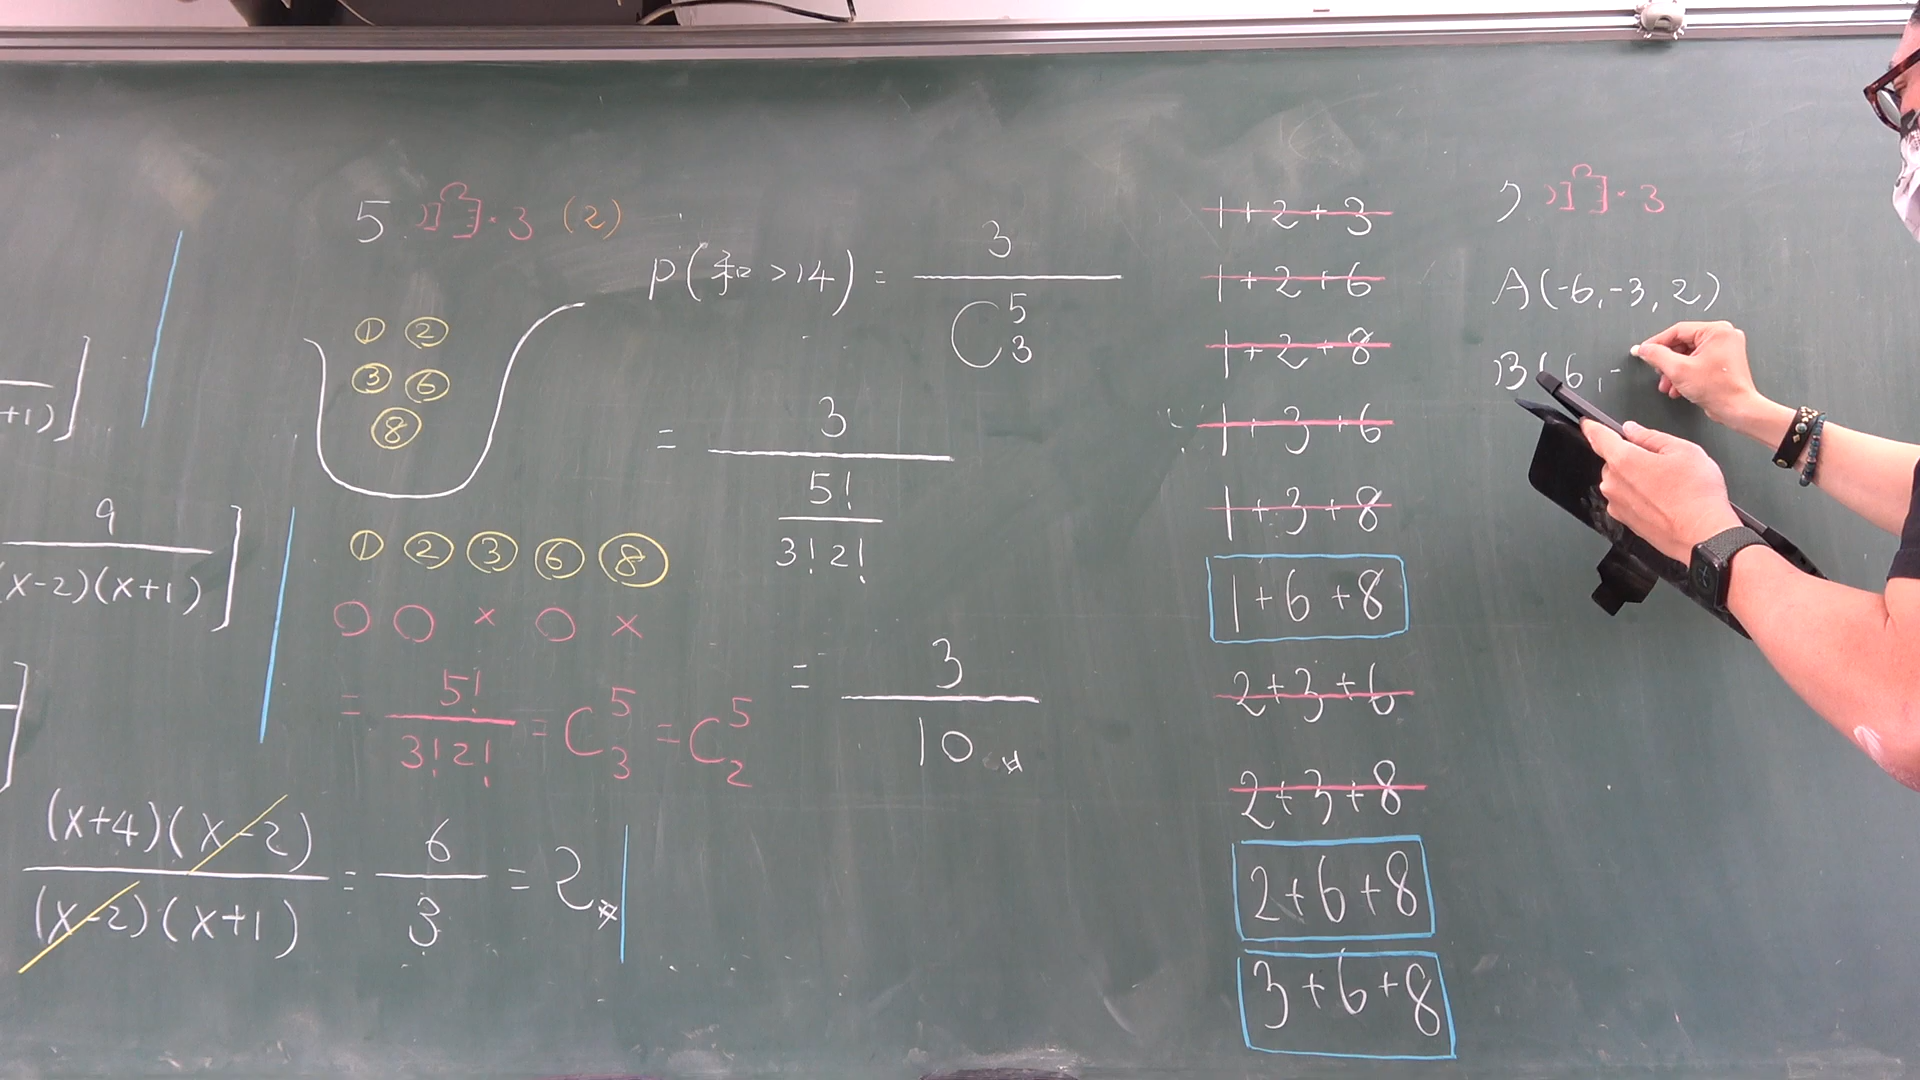 +1)]
9
(x-2)(x+1)]
(x+4)(x-2)
(x-2)(x+1)
= 6/3 = 2
5. 3 (2)
① ②
③ ⑥
⑧
① ② ③ ⑥ ⑧
○ ○ × ○ ×
= 5!/3!2! = C⁵₃ = C⁵₂
P(和>14) = 3/C⁵₃
= 3/(5!/3!2!)
= 3/10
1+2+3
1+2+6
1+2+8
1+3+6
1+3+8
1+6+8
2+3+6
2+3+8
2+6+8
3+6+8
3
A(-6,-3,2)
B(6,-